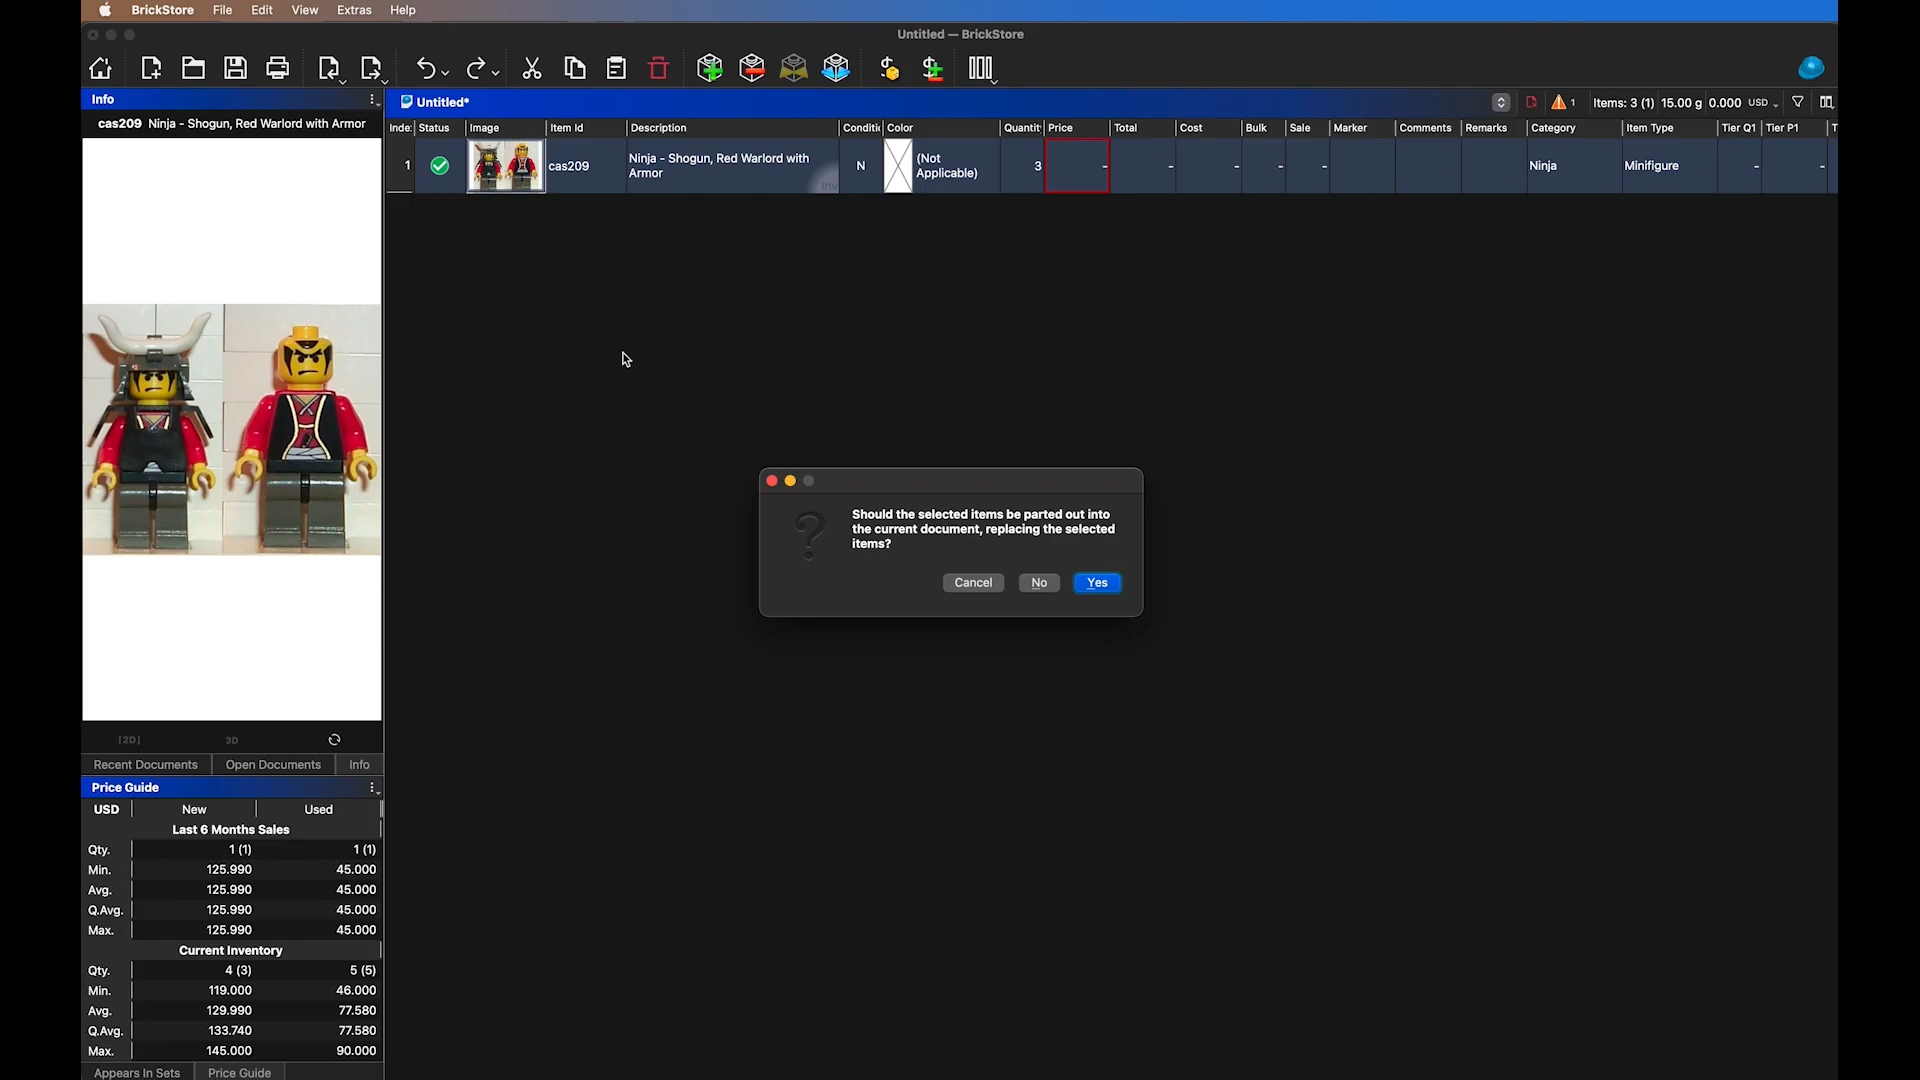 BrickStore File Edit View Extras Help
Untitled — BrickStore
Info
Untitled*
1 Items: 3 (1) 15.00 g 0.000 USD
cas209 Ninja - Shogun, Red Warlord with Armor
Inde: Status Image Item Id Description Conditi Color Quantit Price Total Cost Bulk Sale Marker Comments Remarks Category Item Type Tier Q1 Tier P1 T
1 cas209 Ninja - Shogun, Red Warlord with Armor Inv N (Not Applicable) 3 - - - - - Ninja Minifigure - -
Should the selected items be parted out into
the current document, replacing the selected
items?
Cancel No Yes
[2D] 3D
Recent Documents Open Documents Info
Price Guide
USD New Used
Last 6 Months Sales
Qty. 1 (1) 1 (1)
Min. 125.990 45.000
Avg. 125.990 45.000
Q.Avg. 125.990 45.000
Max. 125.990 45.000
Current Inventory
Qty. 4 (3) 5 (5)
Min. 119.000 46.000
Avg. 129.990 77.580
Q.Avg. 133.740 77.580
Max. 145.000 90.000
Appears In Sets Price Guide